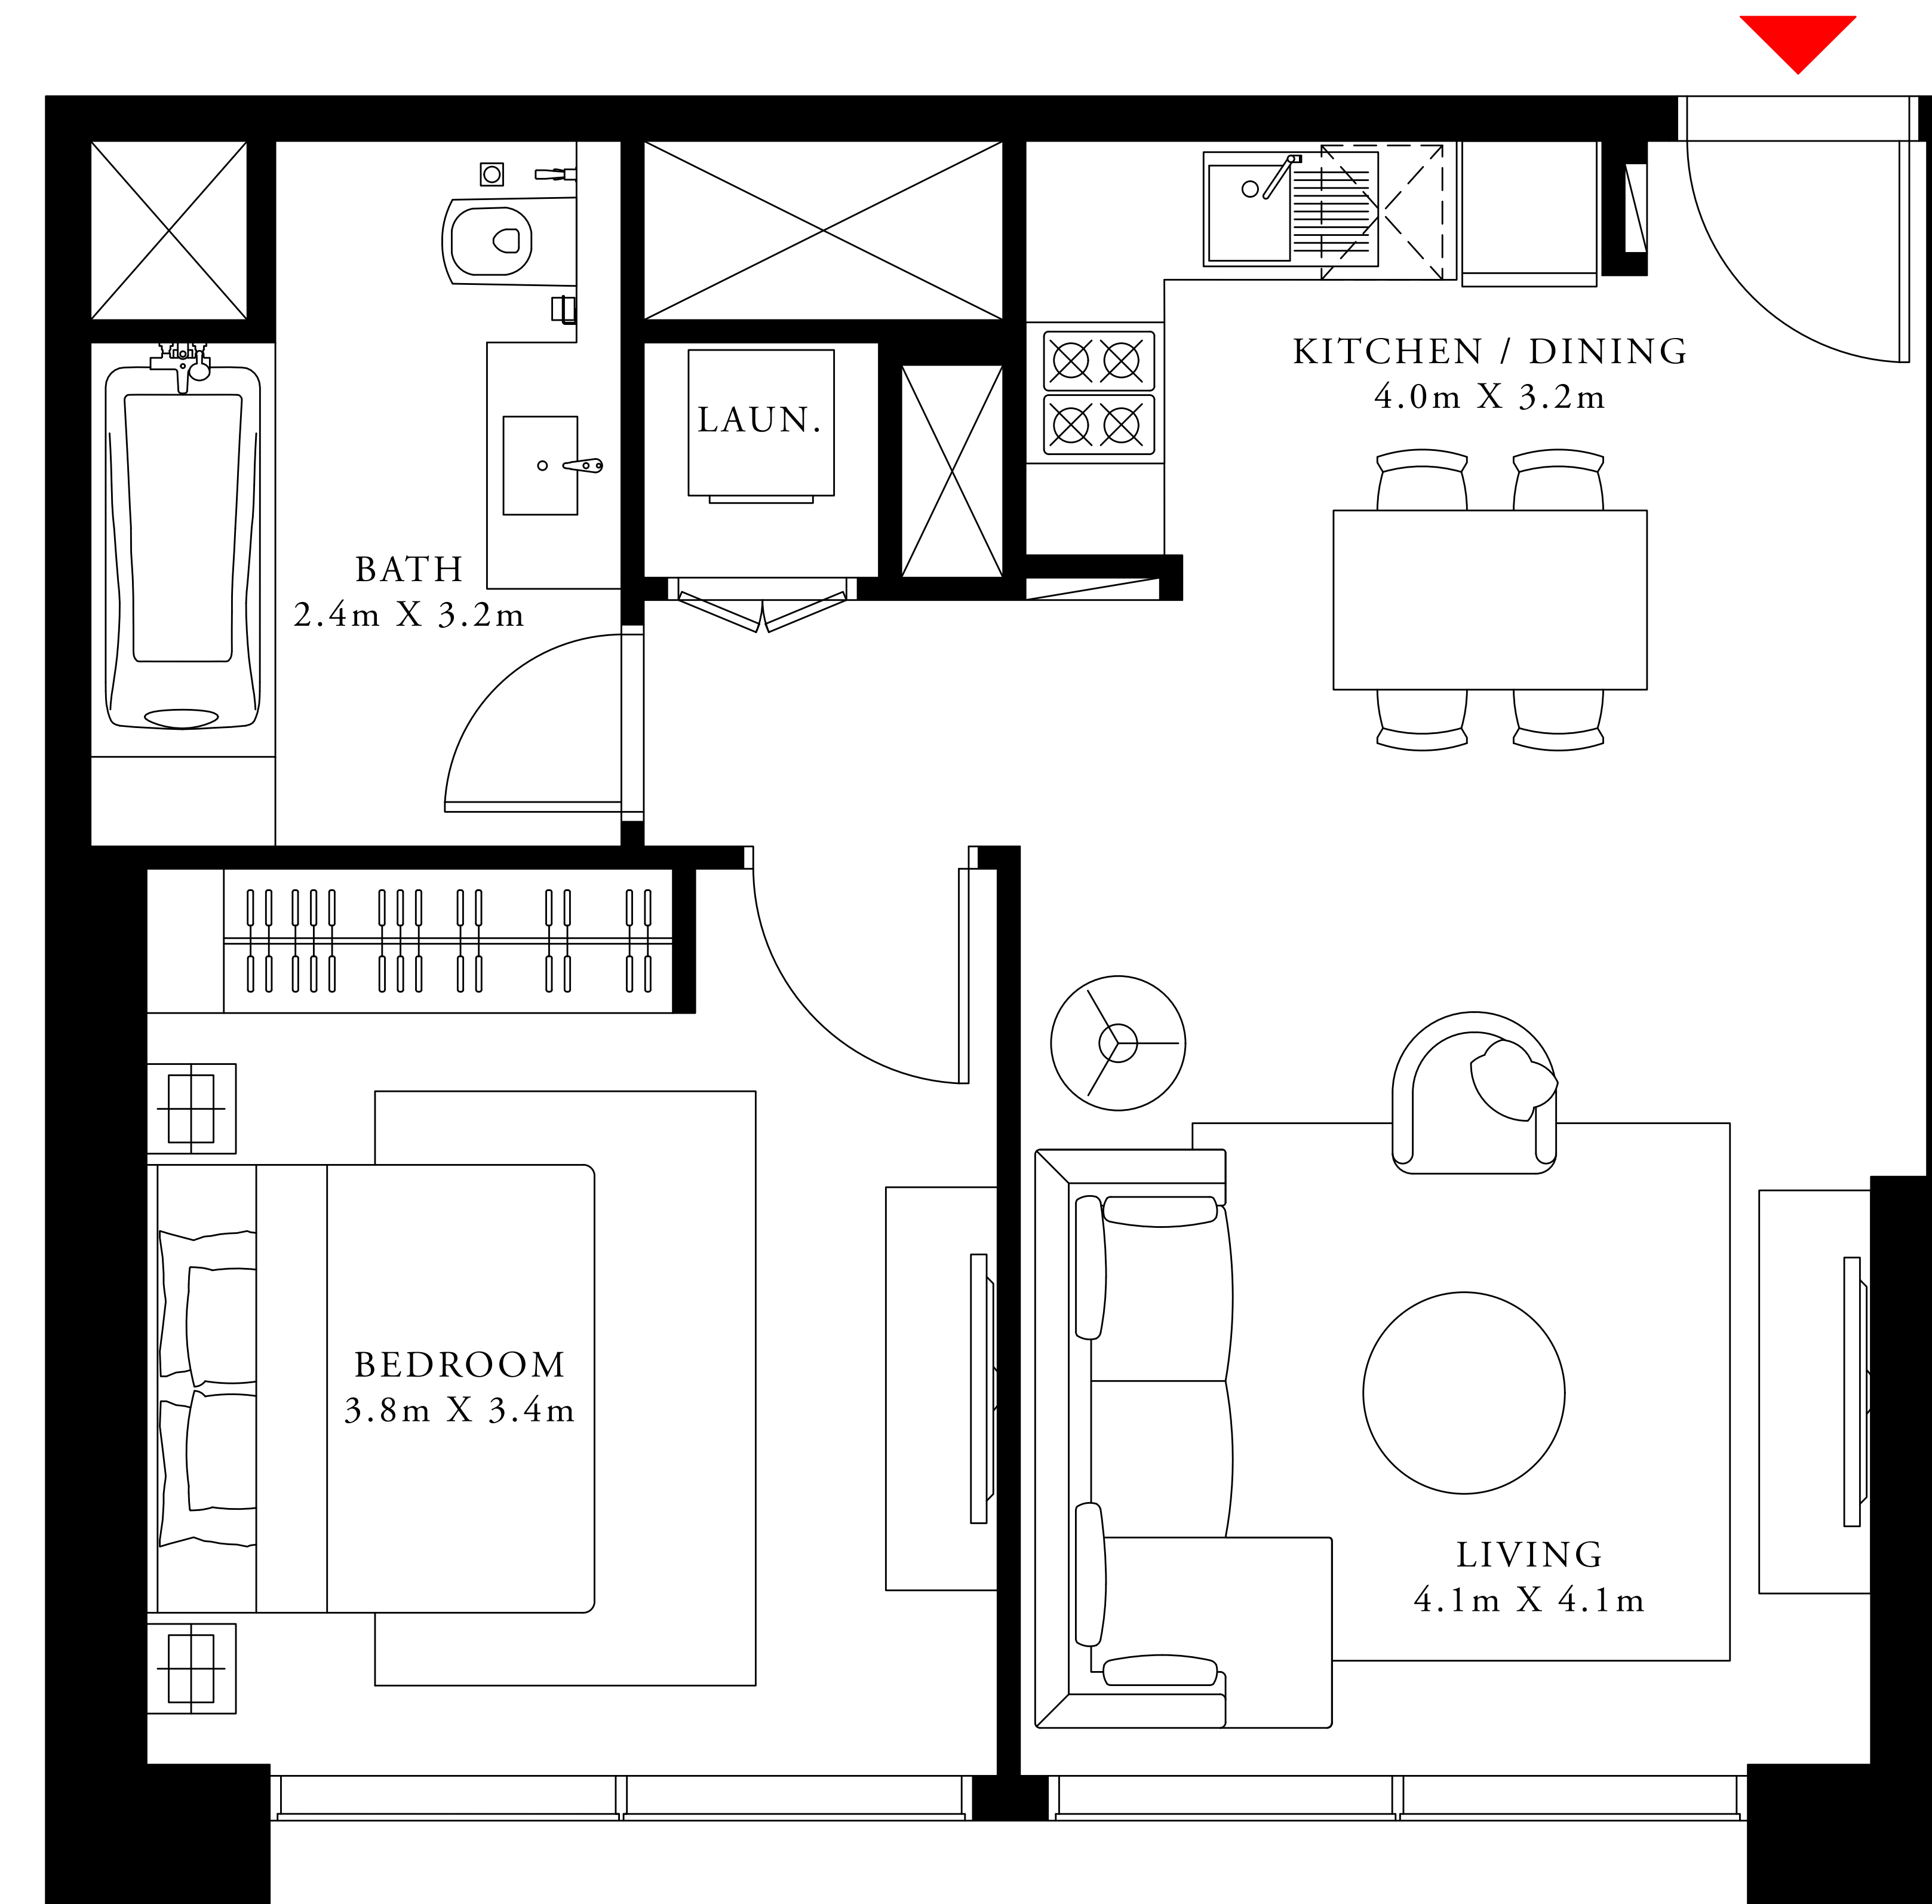 KITCHEN / DINING
4.0m X 3.2m
LAUN.
BATH
2.4m X 3.2m
BEDROOM
3.8m X 3.4m
LIVING
4.1m X 4.1m